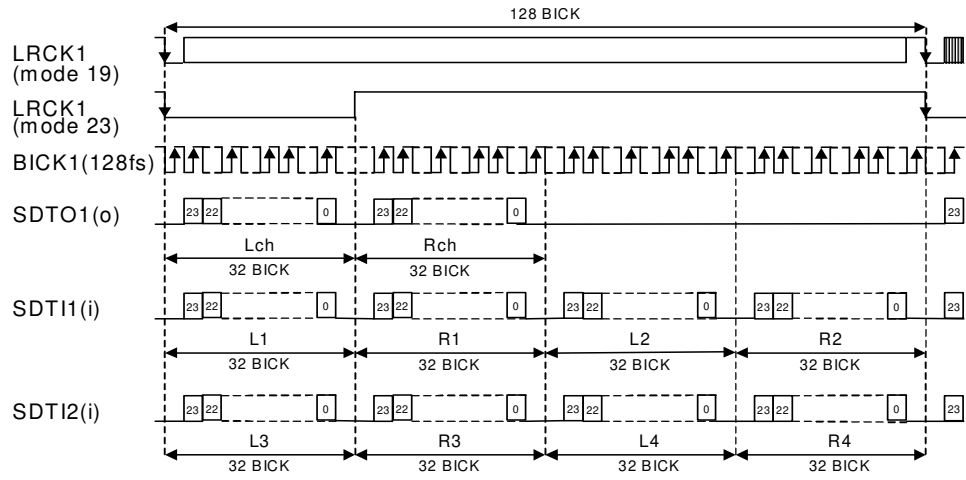 128 BICK
LRCK1
(mode 19)
LRCK1
(mode 23)
BICK1(128fs)
SDTO1(o)
23 22 0 23 22 0 23
Lch Rch
32 BICK 32 BICK
SDTI1(i)
23 22 0 23 22 0 23 22 0 23 22 0 23
L1 R1 L2 R2
32 BICK 32 BICK 32 BICK 32 BICK
SDTI2(i)
23 22 0 23 22 0 23 22 0 23 22 0 23
L3 R3 L4 R4
32 BICK 32 BICK 32 BICK 32 BICK